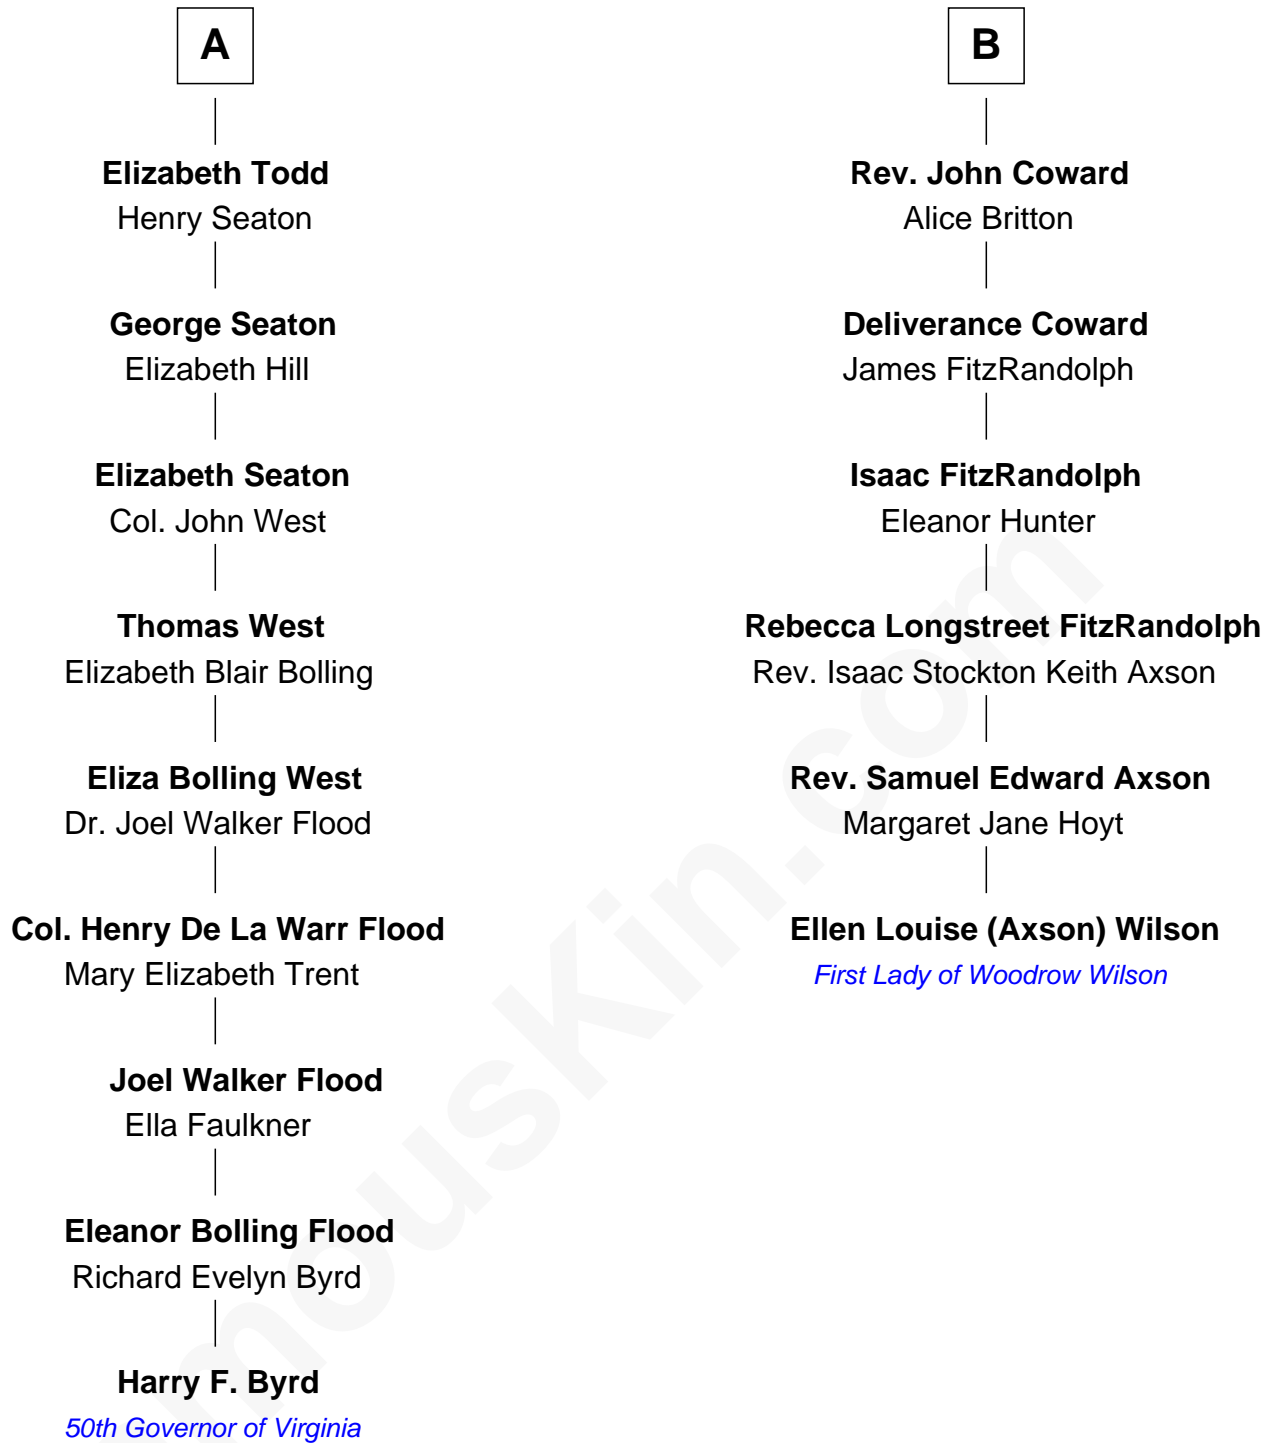 A
Elizabeth Todd
Henry Seaton
George Seaton
Elizabeth Hill
Elizabeth Seaton
Col. John West
Thomas West
Elizabeth Blair Bolling
Eliza Bolling West
Dr. Joel Walker Flood
Col. Henry De La Warr Flood
Mary Elizabeth Trent
Joel Walker Flood
Ella Faulkner
Eleanor Bolling Flood
Richard Evelyn Byrd
Harry F. Byrd
50th Governor of Virginia
B
Rev. John Coward
Alice Britton
Deliverance Coward
James FitzRandolph
Isaac FitzRandolph
Eleanor Hunter
Rebecca Longstreet FitzRandolph
Rev. Isaac Stockton Keith Axson
Rev. Samuel Edward Axson
Margaret Jane Hoyt
Ellen Louise (Axson) Wilson
First Lady of Woodrow Wilson
mousKin.com